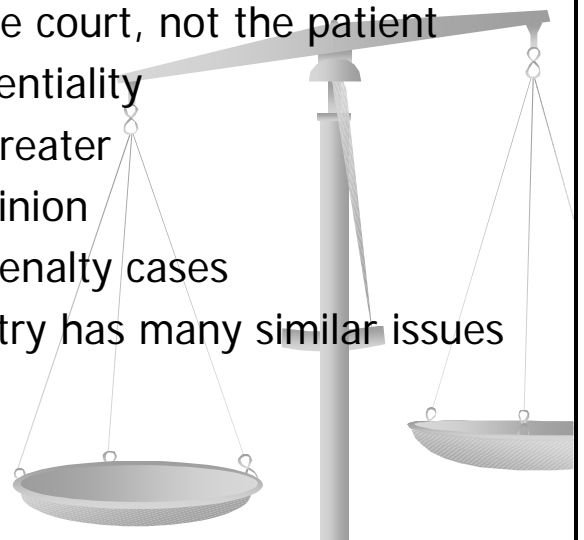 e court, not the patient
entiality
reater
inion
enalty cases
try has many similar issues